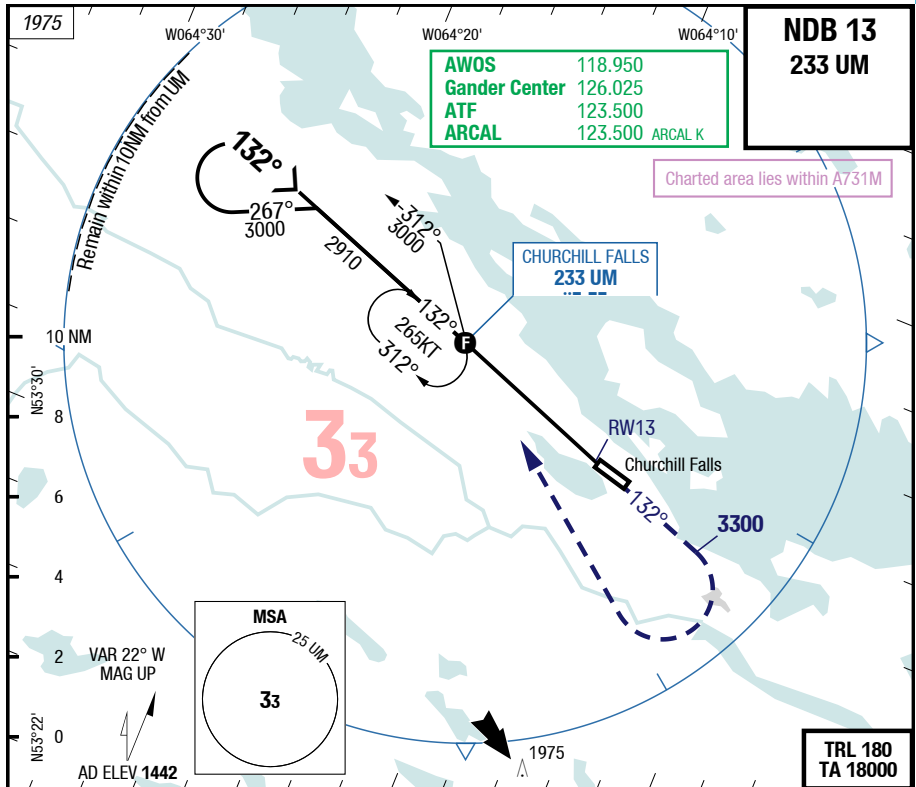 1975
W064°30'
W064°20'
W064°10'
NDB 13
233 UM
AWOS 118.950
Gander Center 126.025
ATF 123.500
ARCAL 123.500 ARCAL K
Charted area lies within A731M
Remain within 10NM from UM
132°
267°
3000
2910
312°
3000
CHURCHILL FALLS
233 UM
132°
265KT
312°
F
10 NM
N53°30'
8
33
RW13
Churchill Falls
6
132°
3300
4
MSA
25 UM
33
2
VAR 22° W
MAG UP
N53°22'
0
1975
AD ELEV 1442
TRL 180
TA 18000